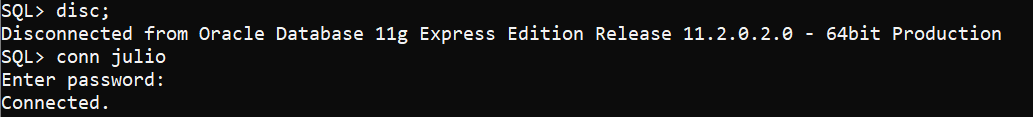 SQL> disc;
Disconnected from Oracle Database 11g Express Edition Release 11.2.0.2.0 - 64bit Production
SQL> conn julio
Enter password:
Connected.